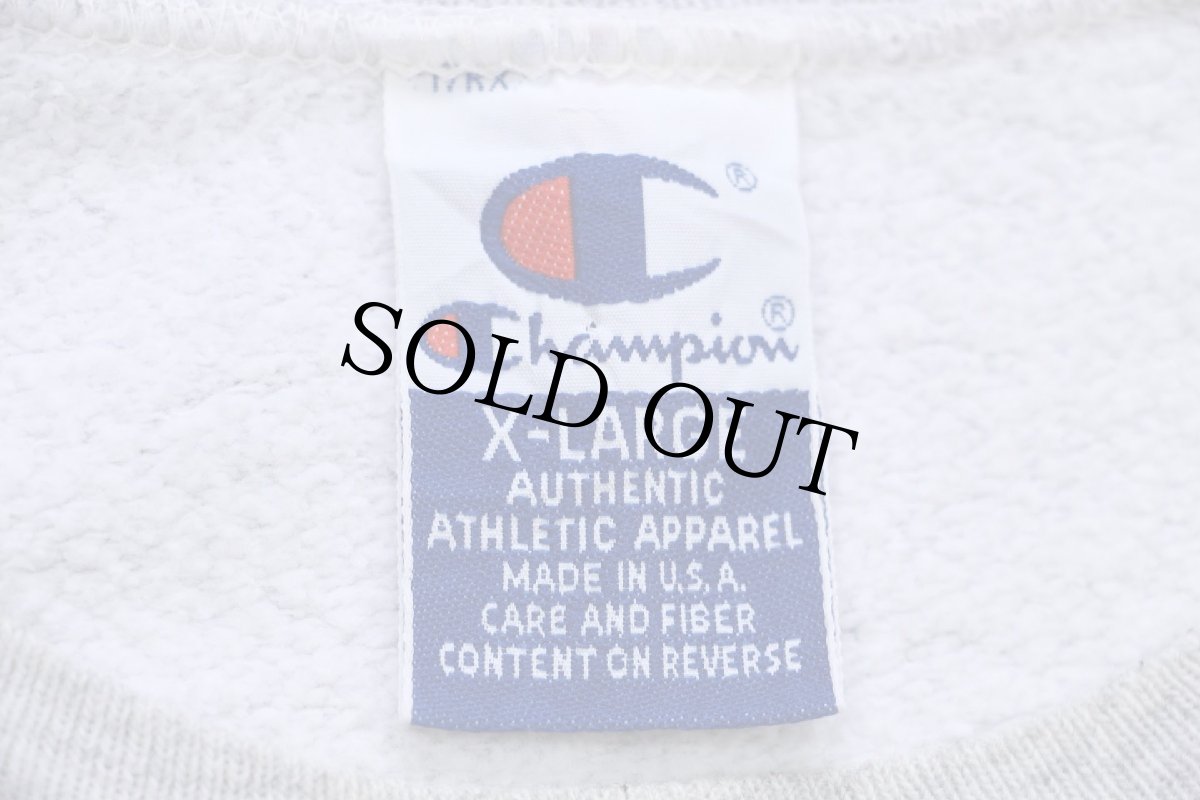 ®
Champion®
SOLD OUT
X-LARGE
AUTHENTIC
ATHLETIC APPAREL
MADE IN U.S.A.
CARE AND FIBER
CONTENT ON REVERSE